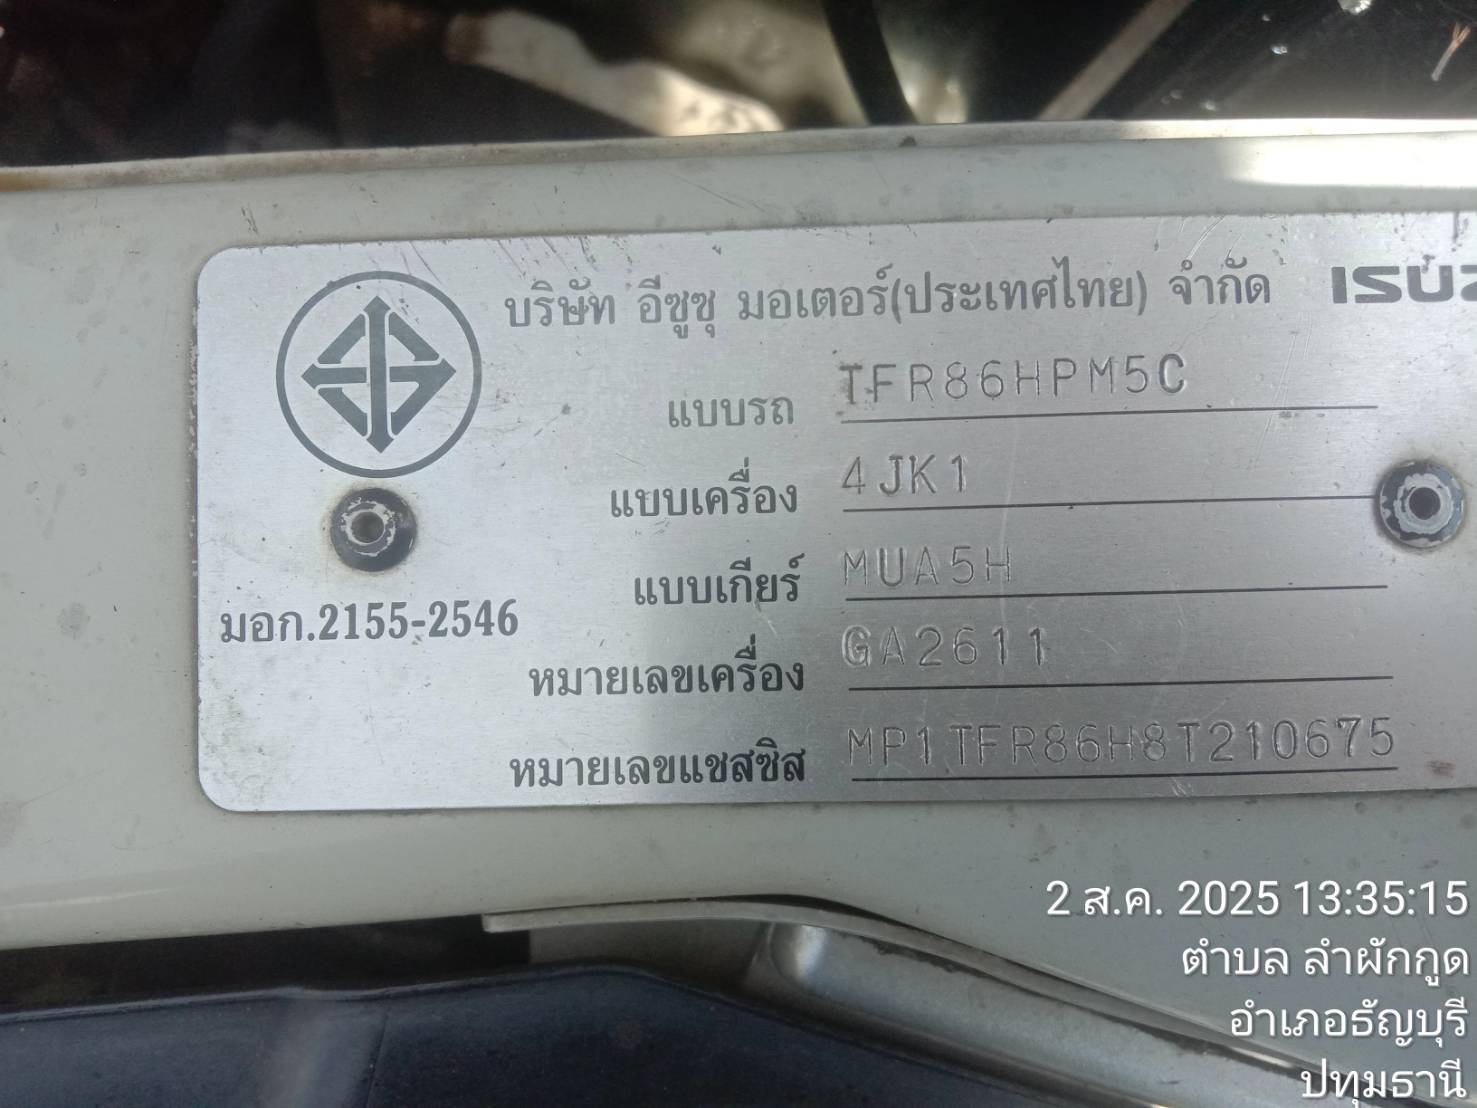 บริษัท อีซูซุ มอเตอร์(ประเทศไทย) จำกัด ISUZ
แบบรถ TFR86HPM5C
แบบเครื่อง 4JK1
แบบเกียร์ MUA5H
มอก.2155-2546
หมายเลขเครื่อง GA2611
หมายเลขแชสซิส MP1TFR86H8T210675
2 ส.ค. 2025 13:35:15
ตำบล ลำผักกูด
อำเภอธัญบุรี
ปทุมธานี